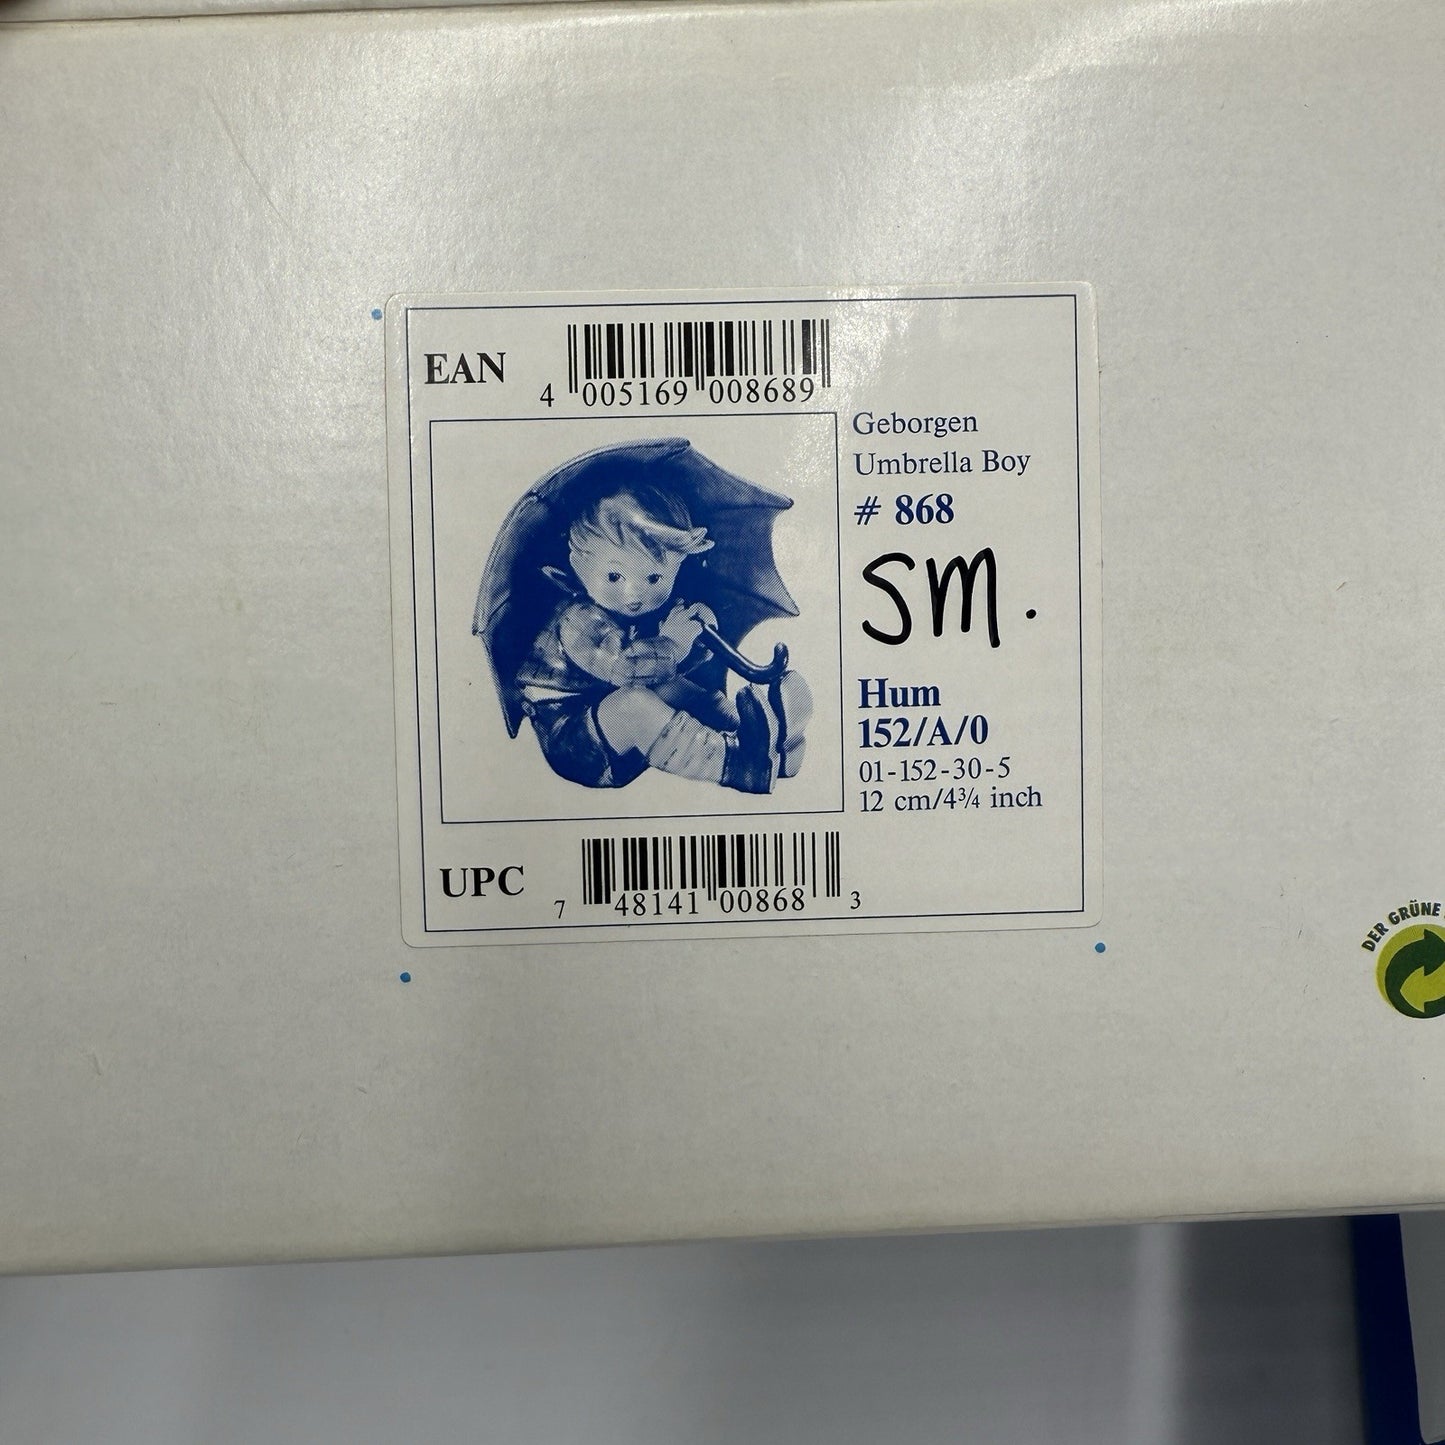 EAN
4 005169 008689
Geborgen
Umbrella Boy
# 868
SM.
Hum
152/A/0
01-152-30-5
12 cm/4¾ inch
UPC
7 48141 00868 3
DER GRÜNE